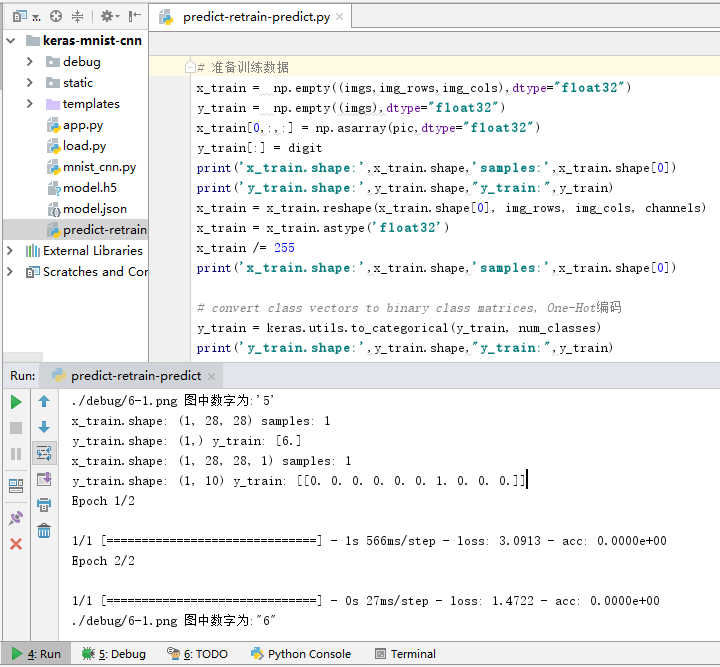 predict-retrain-predict.py
keras-mnist-cnn
debug
static
templates
app.py
load.py
mnist_cnn.py
model.h5
model.json
predict-retrain
External Libraries
Scratches and Cor
# 准备训练数据
x_train =  np.empty((imgs,img_rows,img_cols),dtype="float32")
y_train =  np.empty((imgs),dtype="float32")
x_train[0,:,:] = np.asarray(pic,dtype="float32")
y_train[:] = digit
print('x_train.shape:',x_train.shape,'samples:',x_train.shape[0])
print('y_train.shape:',y_train.shape,"y_train:",y_train)
x_train = x_train.reshape(x_train.shape[0], img_rows, img_cols, channels)
x_train = x_train.astype('float32')
x_train /= 255
print('x_train.shape:',x_train.shape,'samples:',x_train.shape[0])
# convert class vectors to binary class matrices, One-Hot编码
y_train = keras.utils.to_categorical(y_train, num_classes)
print('y_train.shape:',y_train.shape,"y_train:",y_train)
Run: predict-retrain-predict
./debug/6-1.png 图中数字为:'5'
x_train.shape: (1, 28, 28) samples: 1
y_train.shape: (1,) y_train: [6.]
x_train.shape: (1, 28, 28, 1) samples: 1
y_train.shape: (1, 10) y_train: [[0. 0. 0. 0. 0. 0. 1. 0. 0. 0.]]
Epoch 1/2
1/1 [==============================] - 1s 566ms/step - loss: 3.0913 - acc: 0.0000e+00
Epoch 2/2
1/1 [==============================] - 0s 27ms/step - loss: 1.4722 - acc: 0.0000e+00
./debug/6-1.png 图中数字为:"6"
4: Run 5: Debug 6: TODO Python Console Terminal